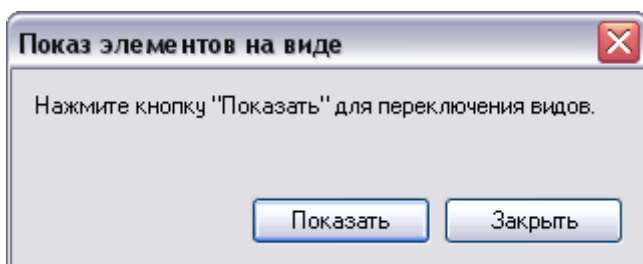 Показ элементов на виде
Нажмите кнопку "Показать" для переключения видов.
Показать
Закрыть